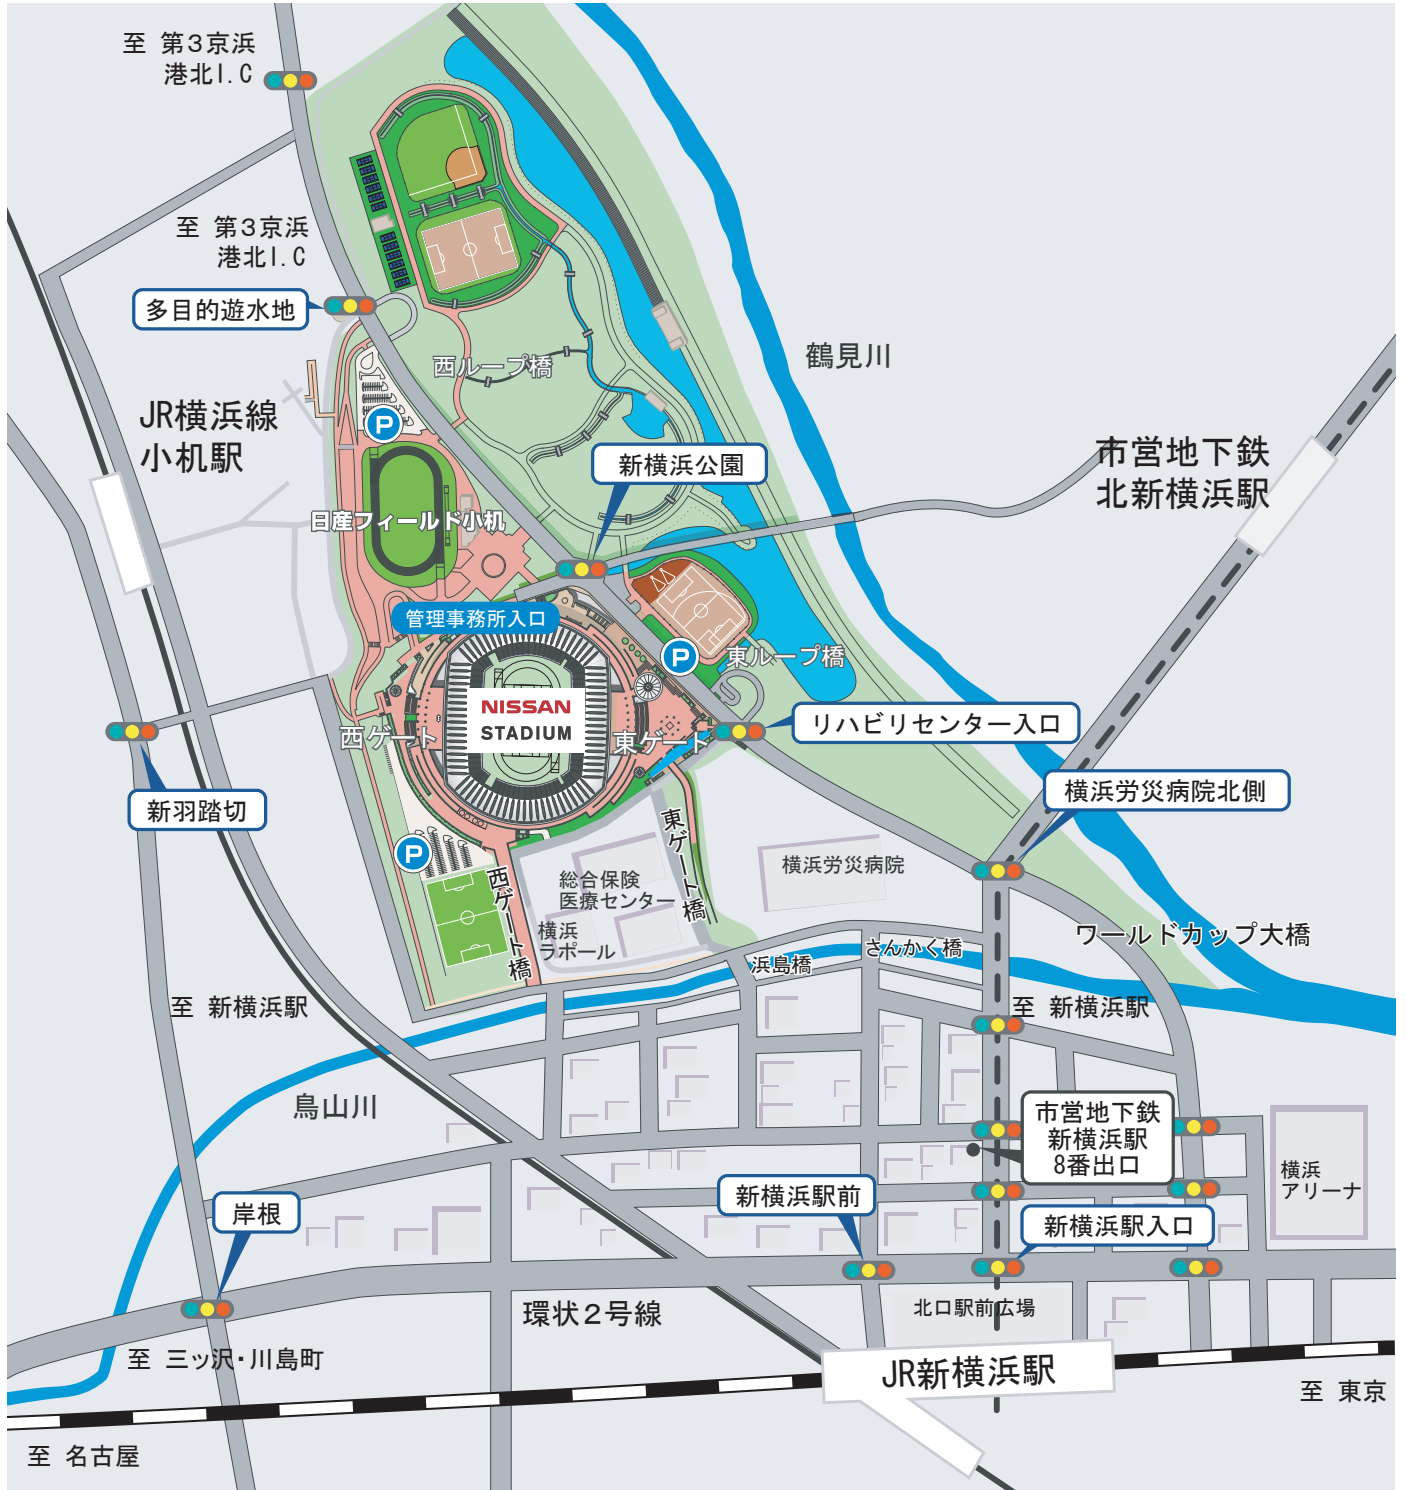 至 第3京浜
港北I.C
至 第3京浜
港北I.C
多目的遊水地
西ループ橋
鶴見川
JR横浜線
小机駅
新横浜公園
市営地下鉄
北新横浜駅
P
日産フィールド小机
管理事務所入口
P
東ループ橋
NISSAN
STADIUM
西ゲート
東ゲート
リハビリセンター入口
新羽踏切
横浜労災病院北側
P
東ゲート橋
西ゲート橋
総合保険
医療センター
横浜労災病院
横浜
ラポール
ワールドカップ大橋
さんかく橋
浜島橋
至 新横浜駅
至 新横浜駅
鳥山川
市営地下鉄
新横浜駅
8番出口
横浜
アリーナ
新横浜駅前
岸根
新横浜駅入口
環状2号線
北口駅前広場
至 三ッ沢・川島町
JR新横浜駅
至 東京
至 名古屋